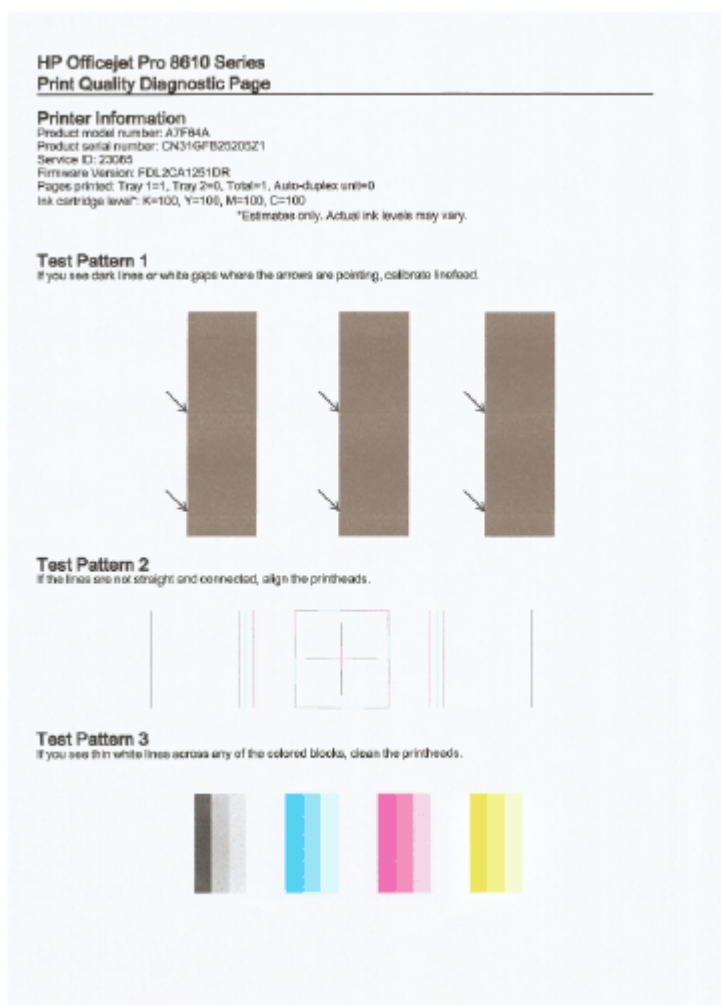 HP Officejet Pro 8610 Series
Print Quality Diagnostic Page
Printer Information
Product model number: A7F64A
Product serial number: CN31GFB25205Z1
Service ID: 23065
Firmware Version: FDL2CA1251DR
Pages printed: Tray 1=1, Tray 2=0, Total=1, Auto-duplex unit=0
Ink cartridge level*: K=100, Y=100, M=100, C=100
*Estimates only. Actual ink levels may vary.
Test Pattern 1
If you see dark lines or white gaps where the arrows are pointing, calibrate linefeed.
Test Pattern 2
If the lines are not straight and connected, align the printheads.
Test Pattern 3
If you see thin white lines across any of the colored blocks, clean the printheads.